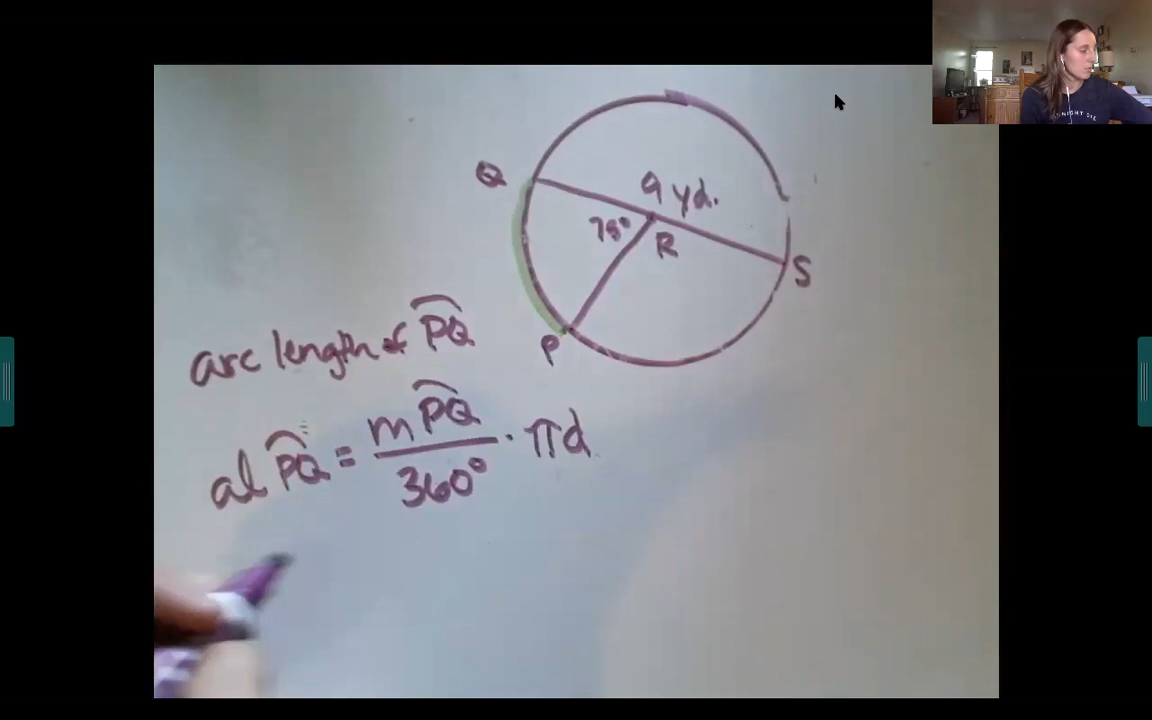 Q
9 yd.
75°
R
S
P
arc length of PQ
al PQ = mPQ / 360° · πd